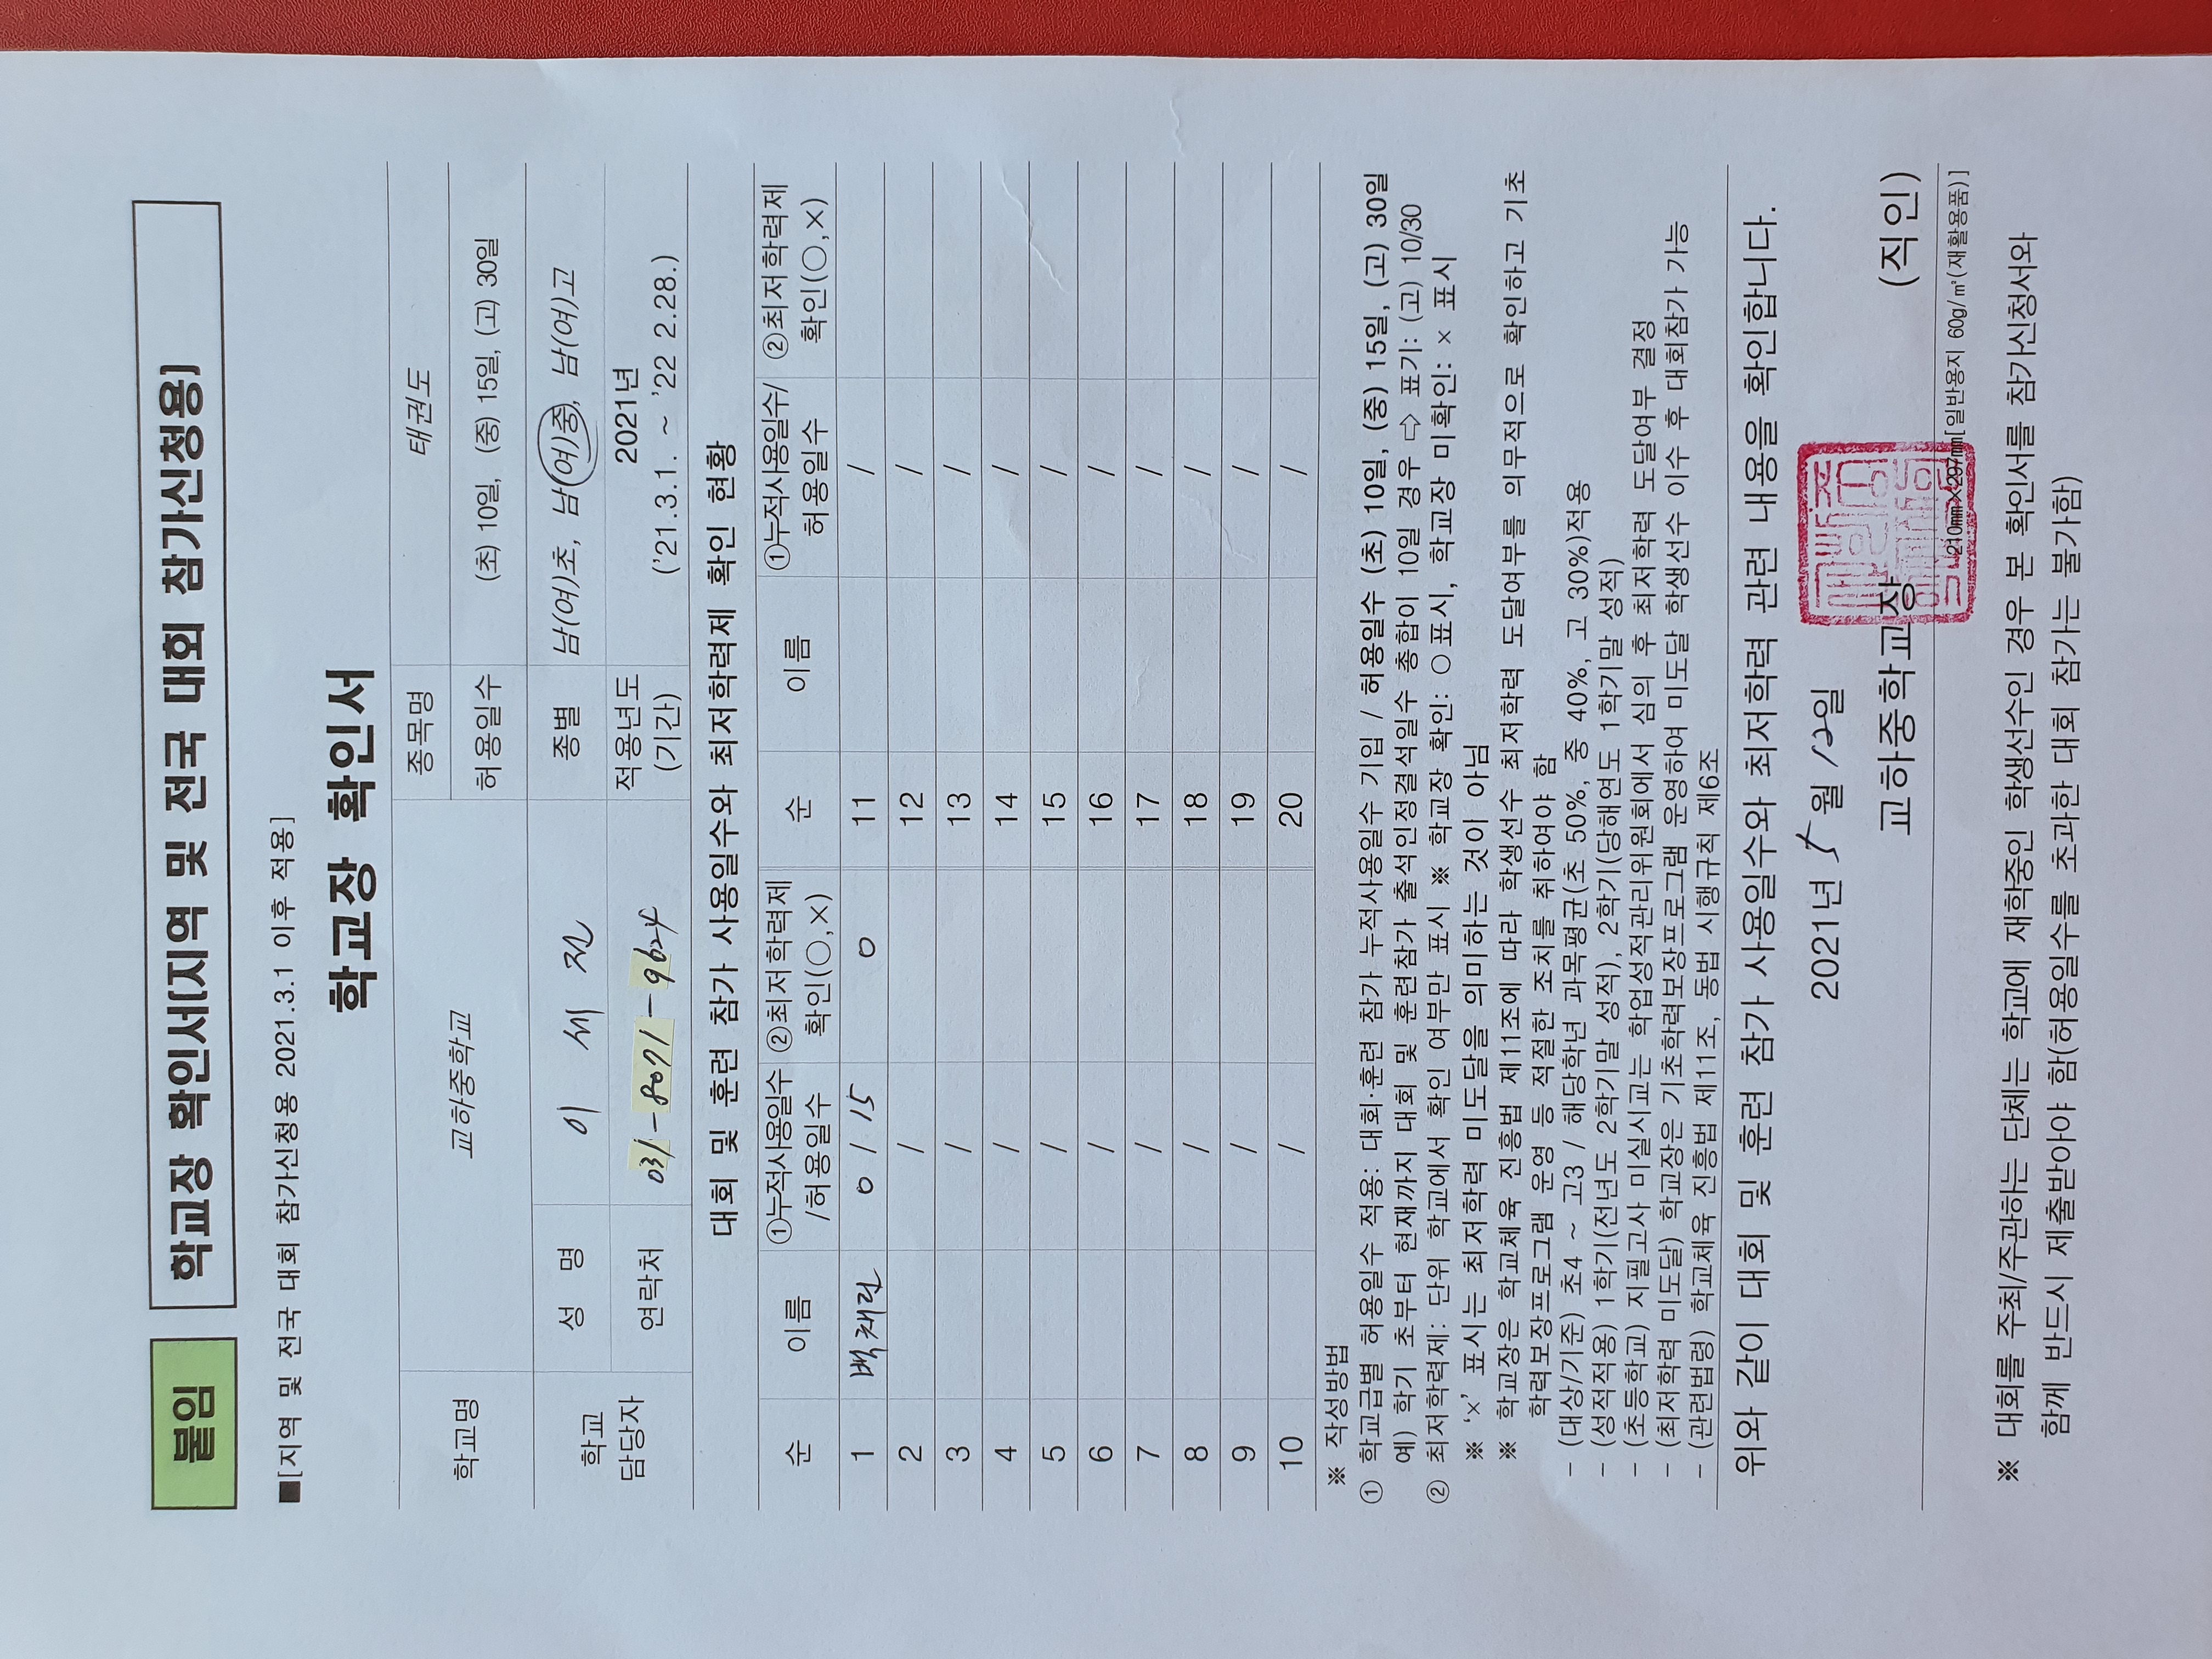 붙임
학교장 확인서[지역 및 전국 대회 참가신청용]
■[지역 및 전국 대회 참가신청용 2021.3.1 이후 적용]
학교장 확인서
학교명 교하중학교 종목명 태권도
허용일수 (초) 10일, (중) 15일, (고) 30일
학교 담당자 성 명 이 세 진 종별 남(여)초, 남(여)중, 남(여)고
연락처 031-8071-9624 적용년도 (기간) 2021년 ('21.3.1. ~ '22 2.28.)
대회 및 훈련 참가 사용일수와 최저학력제 확인 현황
순 이름 ①누적사용일수/허용일수 ②최저학력제 확인(○,×) 순 이름 ①누적사용일수/허용일수 ②최저학력제 확인(○,×)
1 백채린 0 / 15 0 11 /
2 / 12 /
3 / 13 /
4 / 14 /
5 / 15 /
6 / 16 /
7 / 17 /
8 / 18 /
9 / 19 /
10 / 20 /
※ 작성방법
① 학교급별 허용일수 적용: 대회·훈련 참가 누적사용일수 기입 / 허용일수 (초) 10일, (중) 15일, (고) 30일
예) 학기 초부터 현재까지 대회 및 훈련참가 출석인정결석일수 총합이 10일 경우 ⇨ 표기: (고) 10/30
② 최저학력제: 단위 학교에서 확인 여부만 표시 ※ 학교장 확인: ○표시, 학교장 미확인: × 표시
※ '×' 표시는 최저학력 미도달을 의미하는 것이 아님
※ 학교장은 학교체육 진흥법 제11조에 따라 학생선수 최저학력 도달여부를 의무적으로 확인하고 기초
학력보장프로그램 운영 등 적절한 조치를 취하여야 함
- (대상/기준) 초4 ~ 고3 / 해당학년 과목평균(초 50%, 중 40%, 고 30%)적용
- (성적적용) 1학기(전년도 2학기말 성적), 2학기(당해연도 1학기말 성적)
- (초등학교) 지필고사 미실시교는 학업성적관리위원회에서 심의 후 최저학력 도달여부 결정
- (최저학력 미도달) 학교장은 기초학력보장프로그램 운영하여 미도달 학생선수 이수 후 대회참가 가능
- (관련법령) 학교체육 진흥법 제11조, 동법 시행규칙 제6조
위와 같이 대회 및 훈련 참가 사용일수와 최저학력 관련 내용을 확인합니다.
2021년 5월 12일
교하중학교장 (직인)
210㎜×297㎜[일반용지 60g/㎡(재활용품)]
※ 대회를 주최/주관하는 단체는 학교에 재학중인 학생선수인 경우 본 확인서를 참가신청서와
함께 반드시 제출받아야 함(허용일수를 초과한 대회 참가는 불가함)